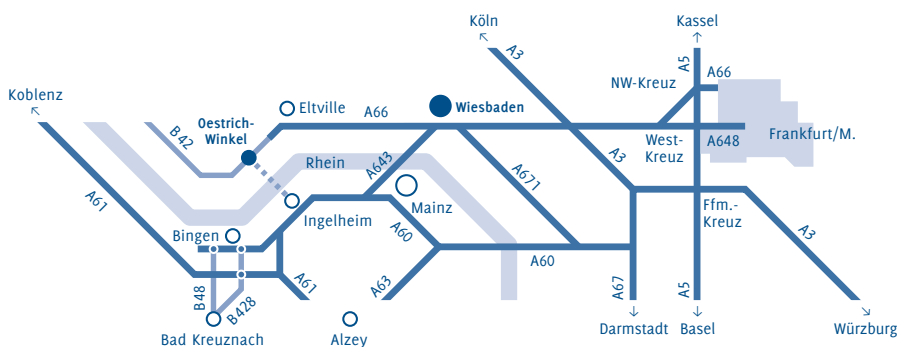 Köln
Kassel
A3
A5
NW-Kreuz
A66
Koblenz
Eltville
A66
Wiesbaden
Oestrich-
Winkel
B42
West-
Kreuz
A648
Frankfurt/M.
Rhein
A643
A671
A3
A61
Mainz
Ingelheim
Ffm.-
Kreuz
Bingen
A60
A60
A3
B48
B428
A61
A63
A67
A5
Bad Kreuznach
Alzey
Darmstadt
Basel
Würzburg